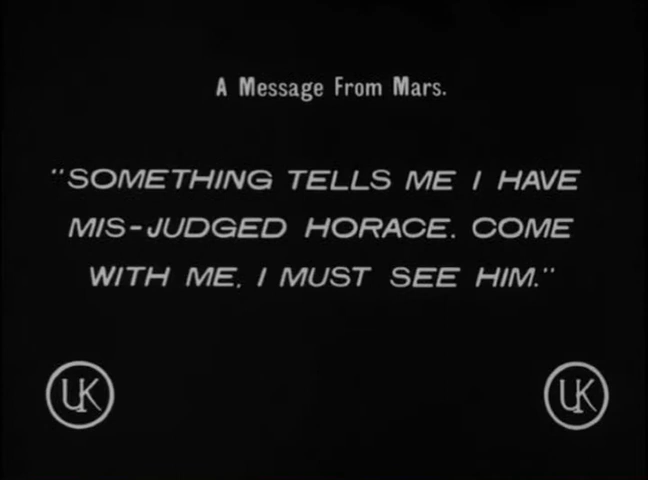 A Message From Mars.
"SOMETHING TELLS ME I HAVE
MIS-JUDGED HORACE. COME
WITH ME. I MUST SEE HIM."
UK UK